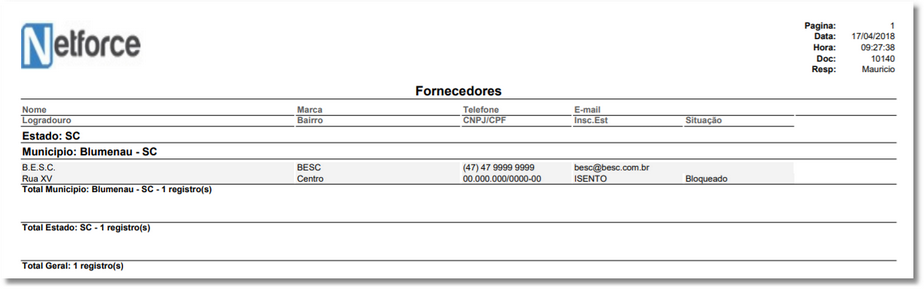 Netforce
Pagina: 1
Data: 17/04/2018
Hora: 09:27:38
Doc: 10140
Resp: Mauricio
Fornecedores
Nome Marca Telefone E-mail
Logradouro Bairro CNPJ/CPF Insc.Est Situação
Estado: SC
Municipio: Blumenau - SC
B.E.S.C. BESC (47) 47 9999 9999 besc@besc.com.br
Rua XV Centro 00.000.000/0000-00 ISENTO Bloqueado
Total Municipio: Blumenau - SC - 1 registro(s)
Total Estado: SC - 1 registro(s)
Total Geral: 1 registro(s)